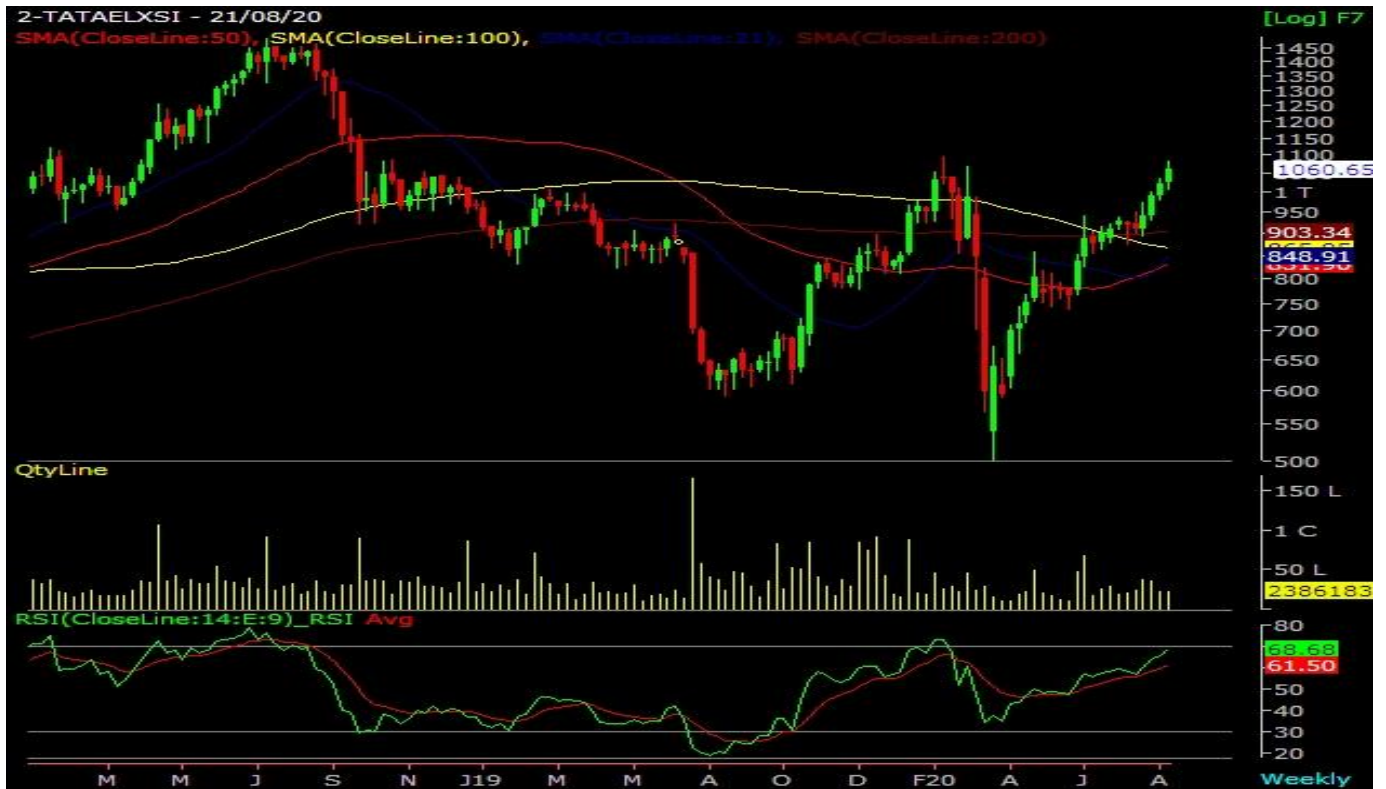 2-TATAELXSI - 21/08/20
[Log] F7
SMA(CloseLine:50), SMA(CloseLine:100), SMA(CloseLine:21), SMA(CloseLine:200)
1450
1400
1350
1300
1250
1200
1150
1100
1060.65
1 T
950
903.34
848.91
800
750
700
650
600
550
500
QtyLine
150 L
1 C
50 L
2386183
RSI(CloseLine:14:E:9)_RSI Avg
80
68.68
61.50
50
40
30
20
M M J S N J19 M M A O D F20 A J A
Weekly